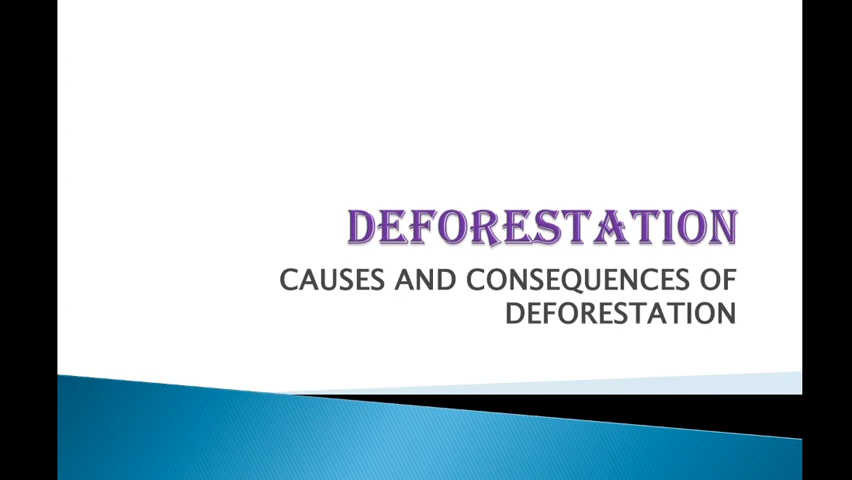 DEFORESTATION
CAUSES AND CONSEQUENCES OF
DEFORESTATION